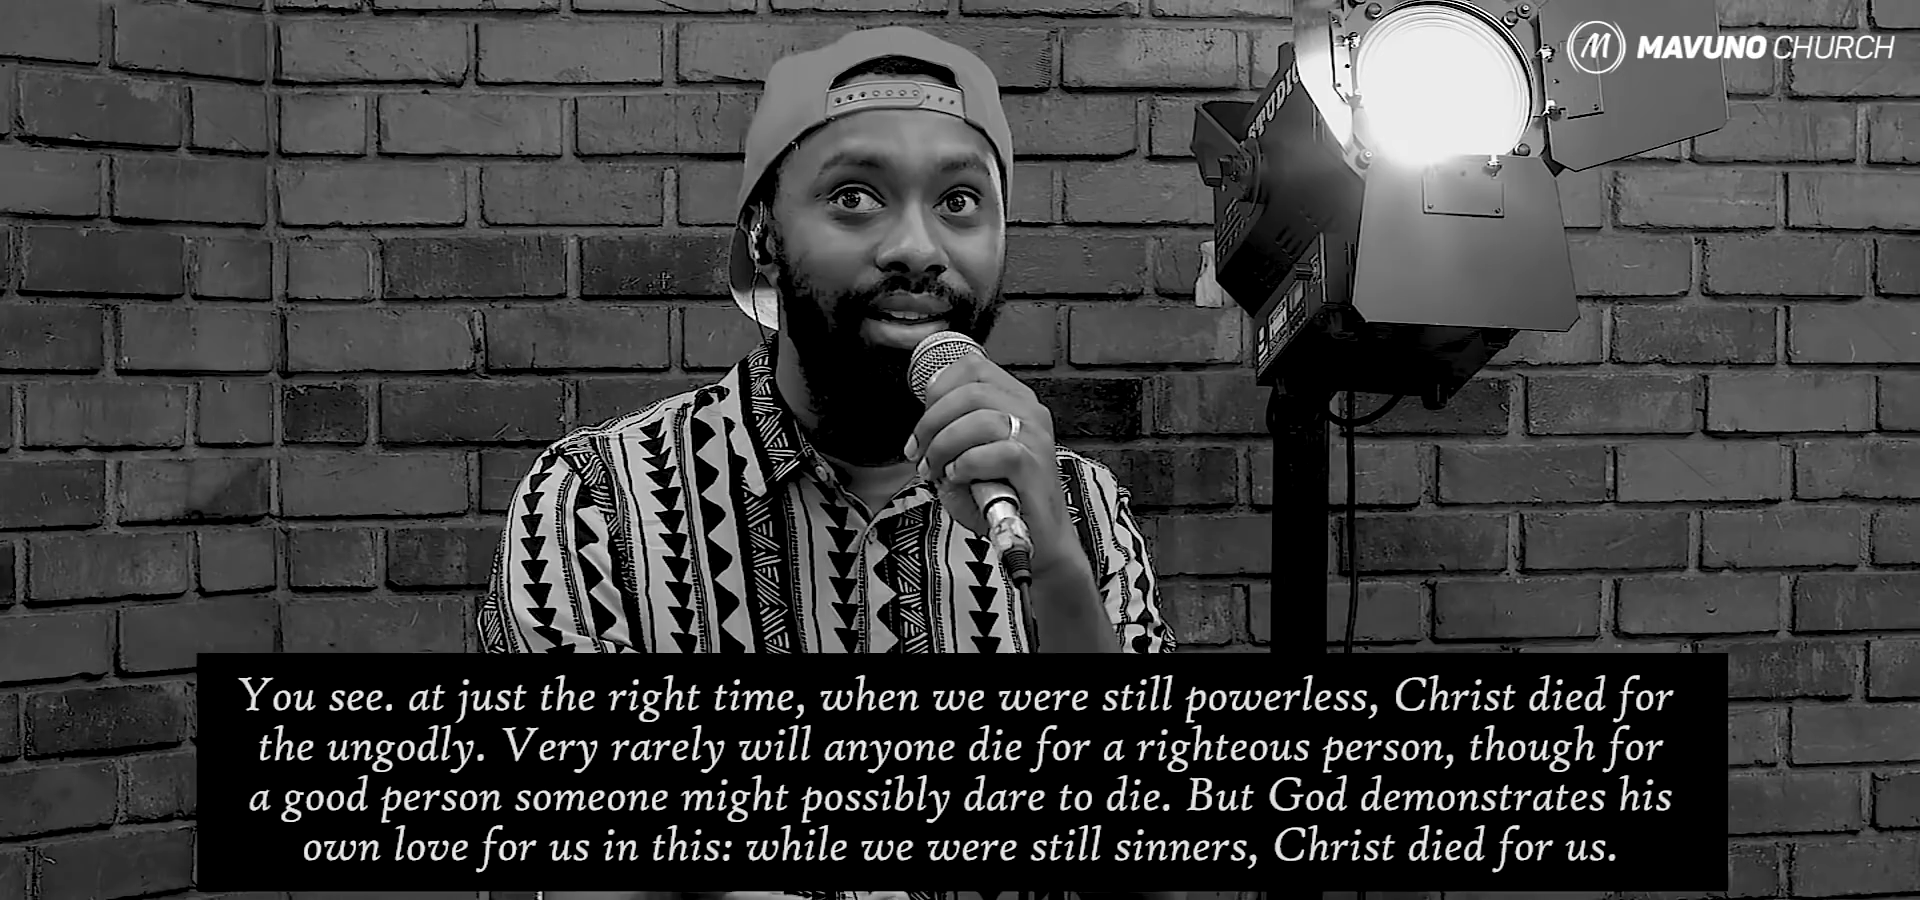 MAVUNO CHURCH
STUDIO
You see. at just the right time, when we were still powerless, Christ died for
the ungodly. Very rarely will anyone die for a righteous person, though for
a good person someone might possibly dare to die. But God demonstrates his
own love for us in this: while we were still sinners, Christ died for us.